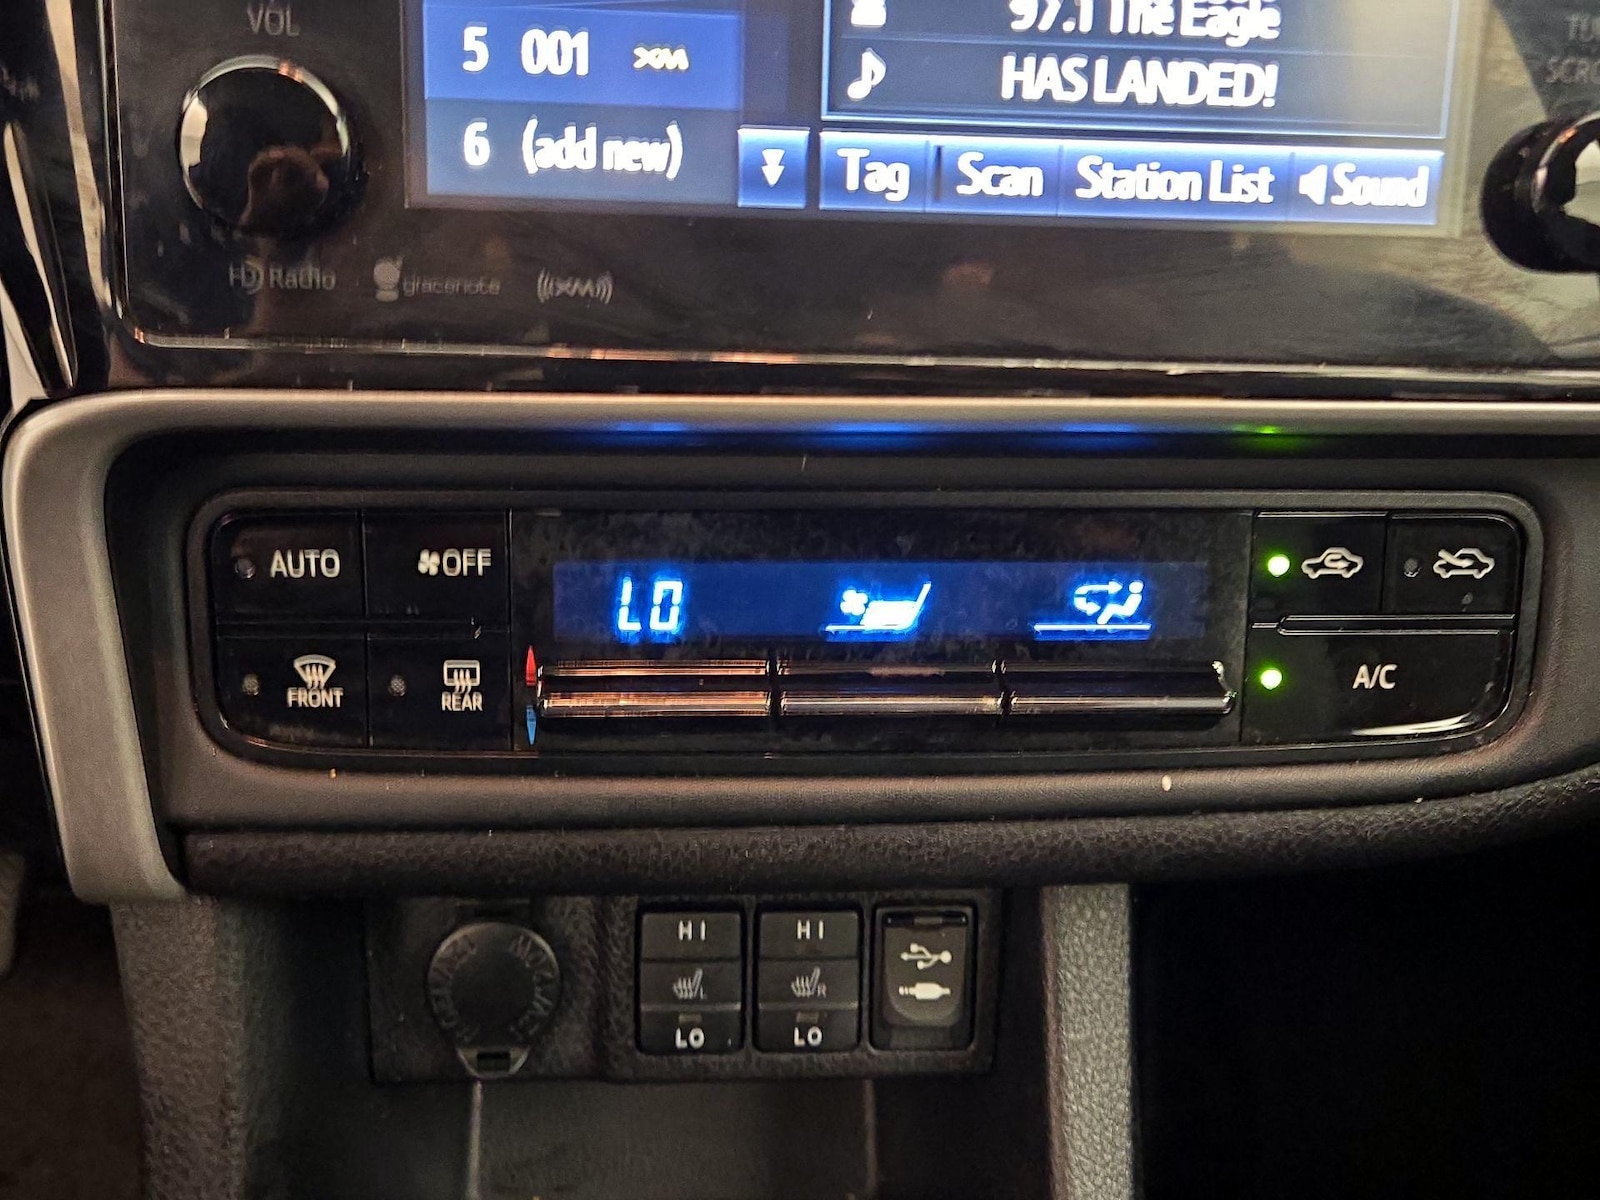 VOL
5 001 XM
97.1 The Eagle
HAS LANDED!
6 (add new)
Tag Scan Station List Sound
HD Radio gracenote ((XM))
AUTO OFF
LO
FRONT REAR
A/C
HI HI
L R
LO LO